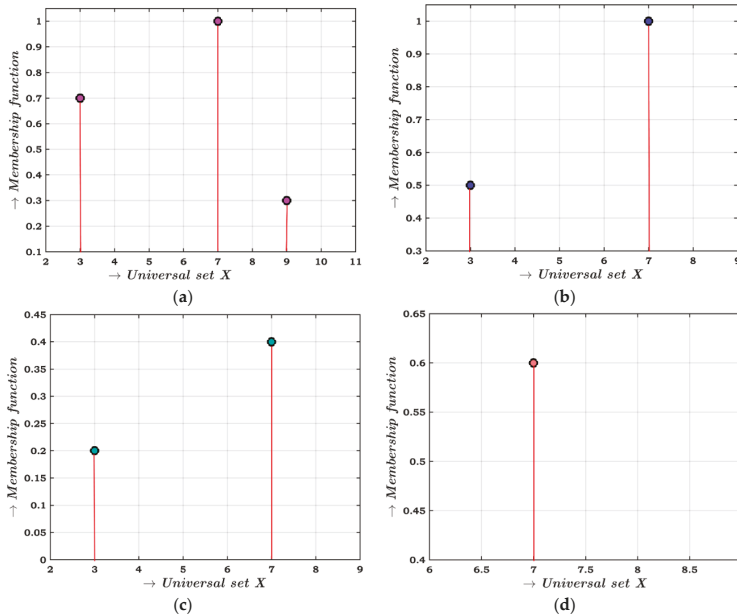 1
0.9
0.8
0.7
0.6
0.5
0.4
0.3
0.2
0.1
→ Membership function
2 3 4 5 6 7 8 9 10 11
→ Universal set X
(a)
1
0.9
0.8
0.7
0.6
0.5
0.4
0.3
→ Membership function
2 3 4 5 6 7 8 9
→ Universal set X
(b)
0.45
0.4
0.35
0.3
0.25
0.2
0.15
0.1
0.05
0
→ Membership function
2 3 4 5 6 7 8 9
→ Universal set X
(c)
0.65
0.6
0.55
0.5
0.45
0.4
→ Membership function
6 6.5 7 7.5 8 8.5
→ Universal set X
(d)